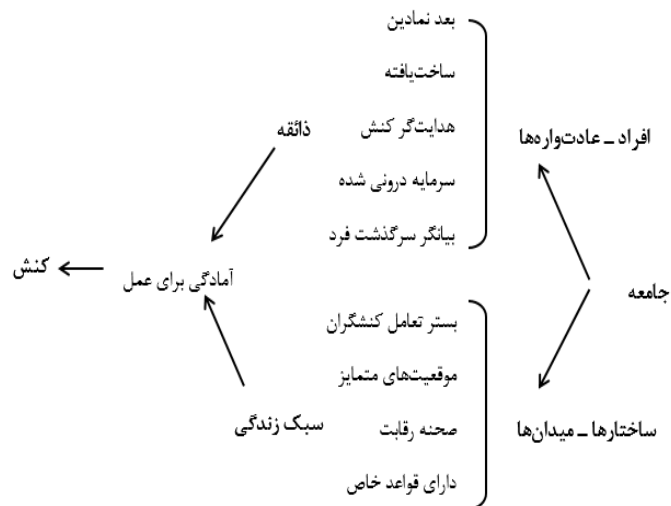 جامعه
افراد ـ عادت‌واره‌ها
بعد نمادین
ساخت‌یافته
هدایت‌گر کنش
سرمایه درونی شده
بیانگر سرگذشت فرد
ذائقه
ساختارها ـ میدان‌ها
بستر تعامل کنشگران
موقعیت‌های متمایز
صحنه رقابت
دارای قواعد خاص
سبک زندگی
آمادگی برای عمل
کنش